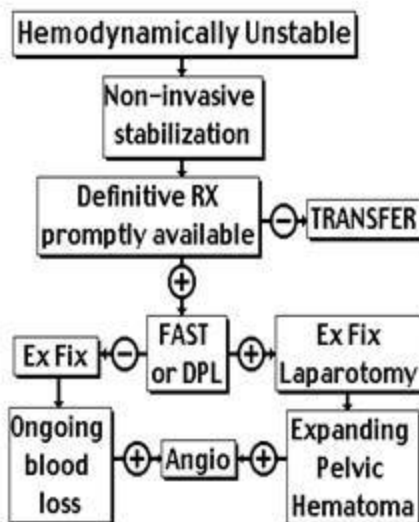 Hemodynamically Unstable
Non-invasive
stabilization
Definitive RX
promptly available
−
TRANSFER
+
Ex Fix
−
FAST
or DPL
+
Ex Fix
Laparotomy
Ongoing
blood
loss
+
Angio
+
Expanding
Pelvic
Hematoma